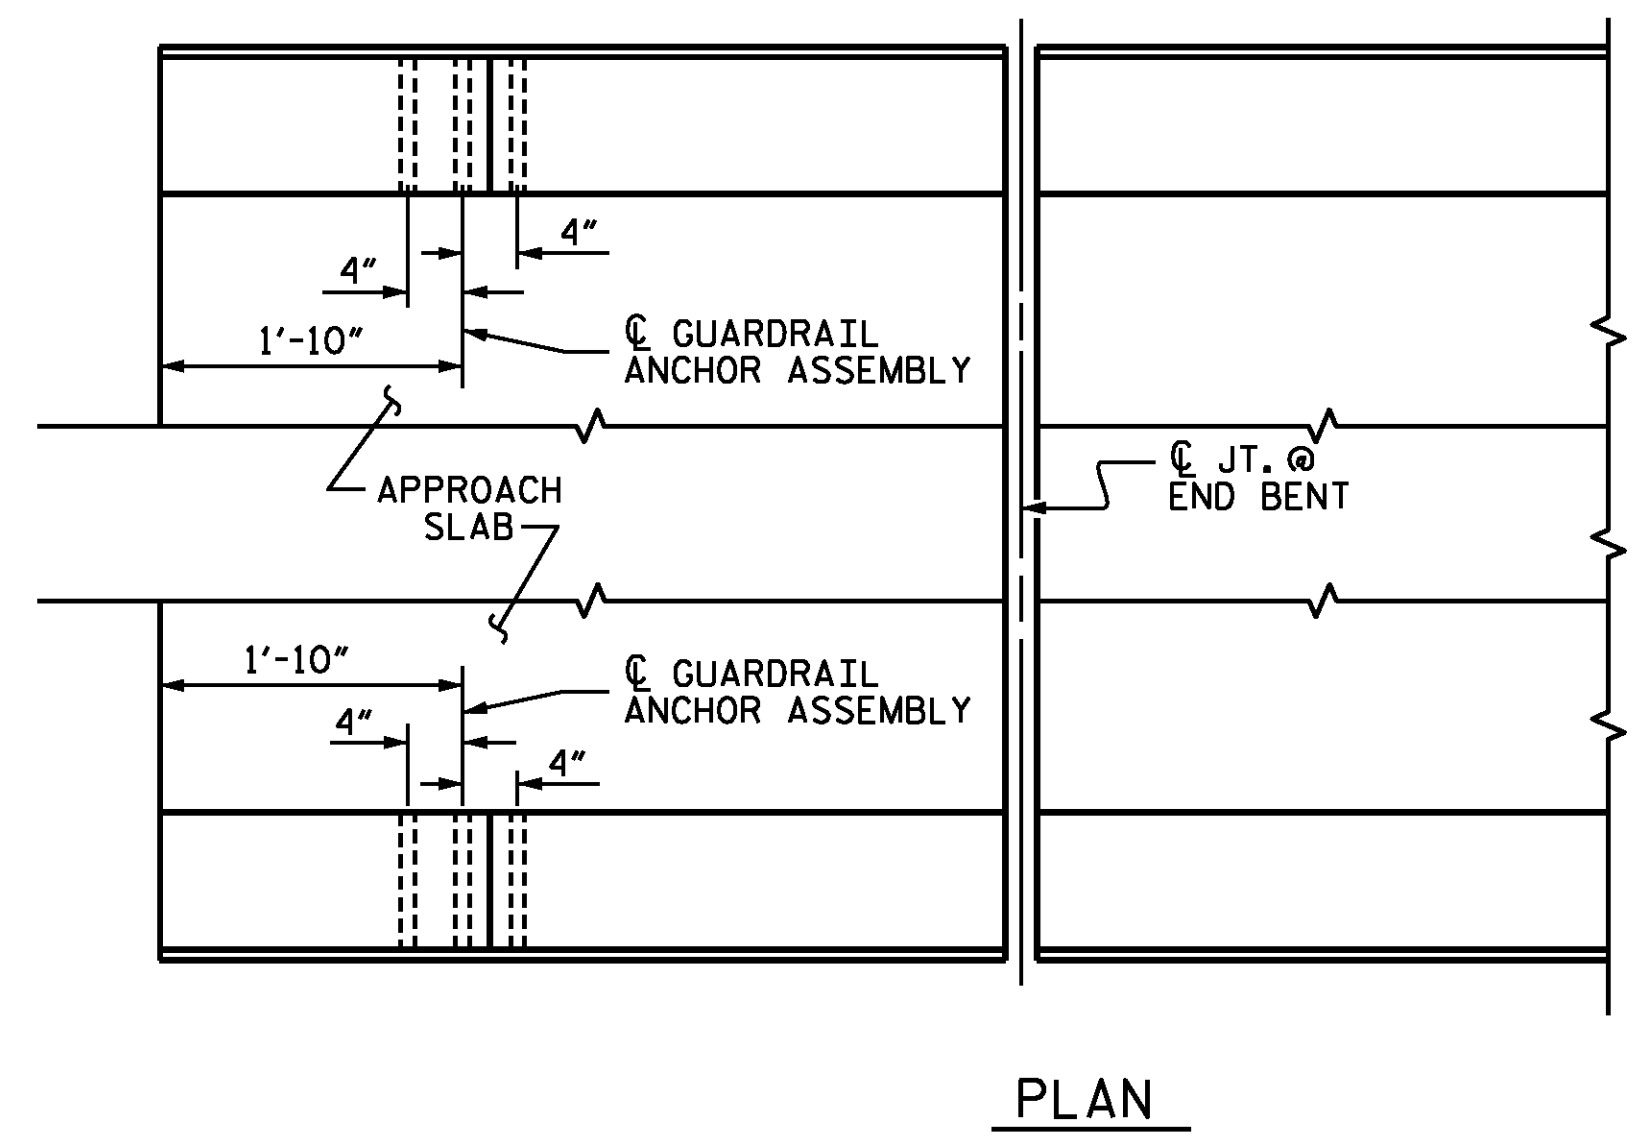 4″
4″
1′-10″
℄ GUARDRAIL
ANCHOR ASSEMBLY
℄ JT. @
END BENT
APPROACH
SLAB
1′-10″
℄ GUARDRAIL
ANCHOR ASSEMBLY
4″
4″
PLAN